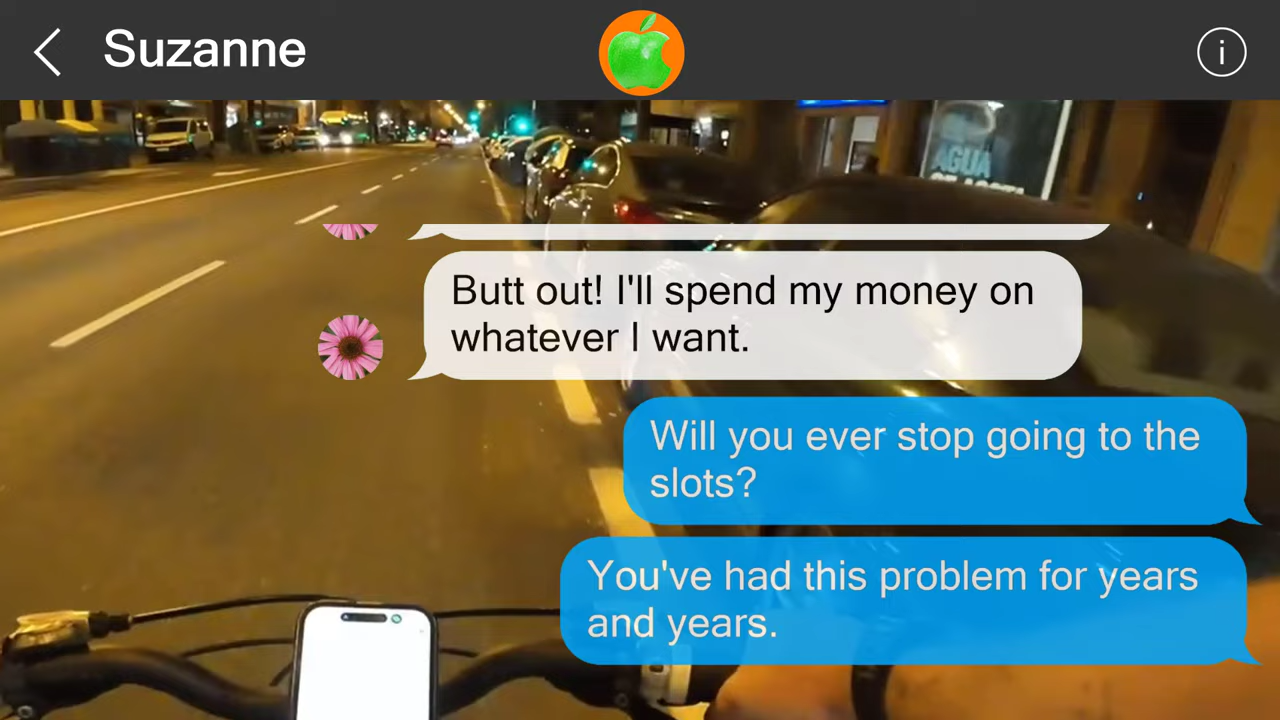 Suzanne
i
AGUA
Butt out! I'll spend my money on
whatever I want.
Will you ever stop going to the
slots?
You've had this problem for years
and years.